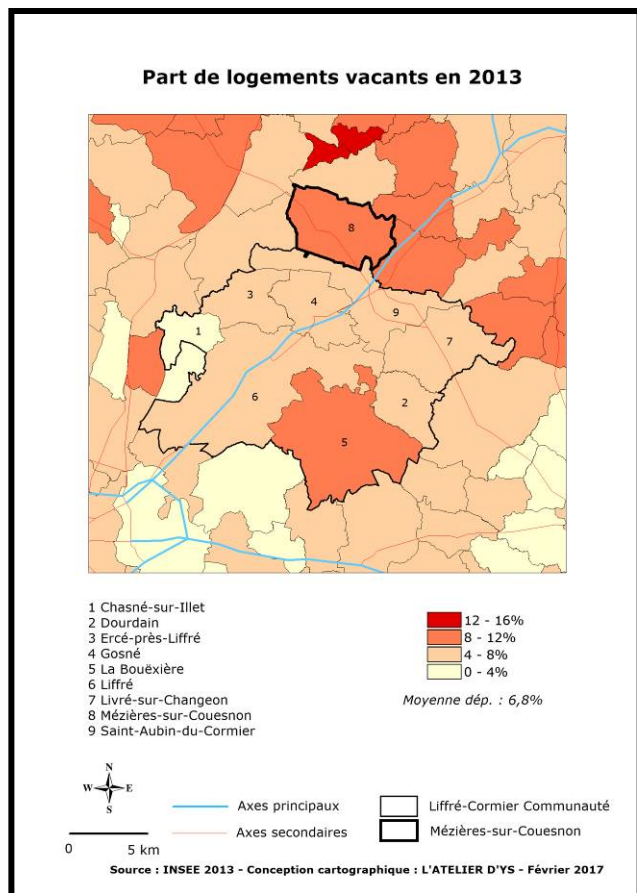 Part de logements vacants en 2013
8
3
4
9
1
7
6
2
5
1 Chasné-sur-Illet
2 Dourdain
3 Ercé-près-Liffré
4 Gosné
5 La Bouëxière
6 Liffré
7 Livré-sur-Changeon
8 Mézières-sur-Couesnon
9 Saint-Aubin-du-Cormier
12 - 16%
8 - 12%
4 - 8%
0 - 4%
Moyenne dép. : 6,8%
N
W E
S
0 5 km
Axes principaux
Axes secondaires
Liffré-Cormier Communauté
Mézières-sur-Couesnon
Source : INSEE 2013 - Conception cartographique : L'ATELIER D'YS - Février 2017